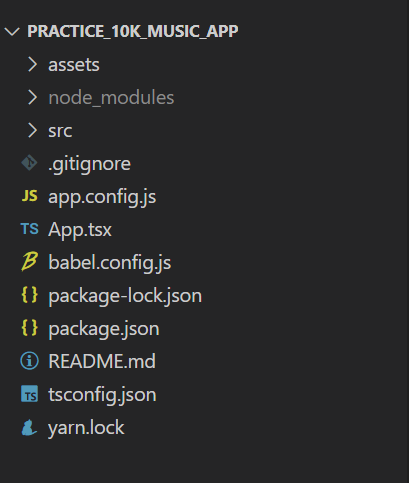 PRACTICE_10K_MUSIC_APP
assets
node_modules
src
.gitignore
JS app.config.js
TS App.tsx
babel.config.js
{} package-lock.json
{} package.json
README.md
TS tsconfig.json
yarn.lock